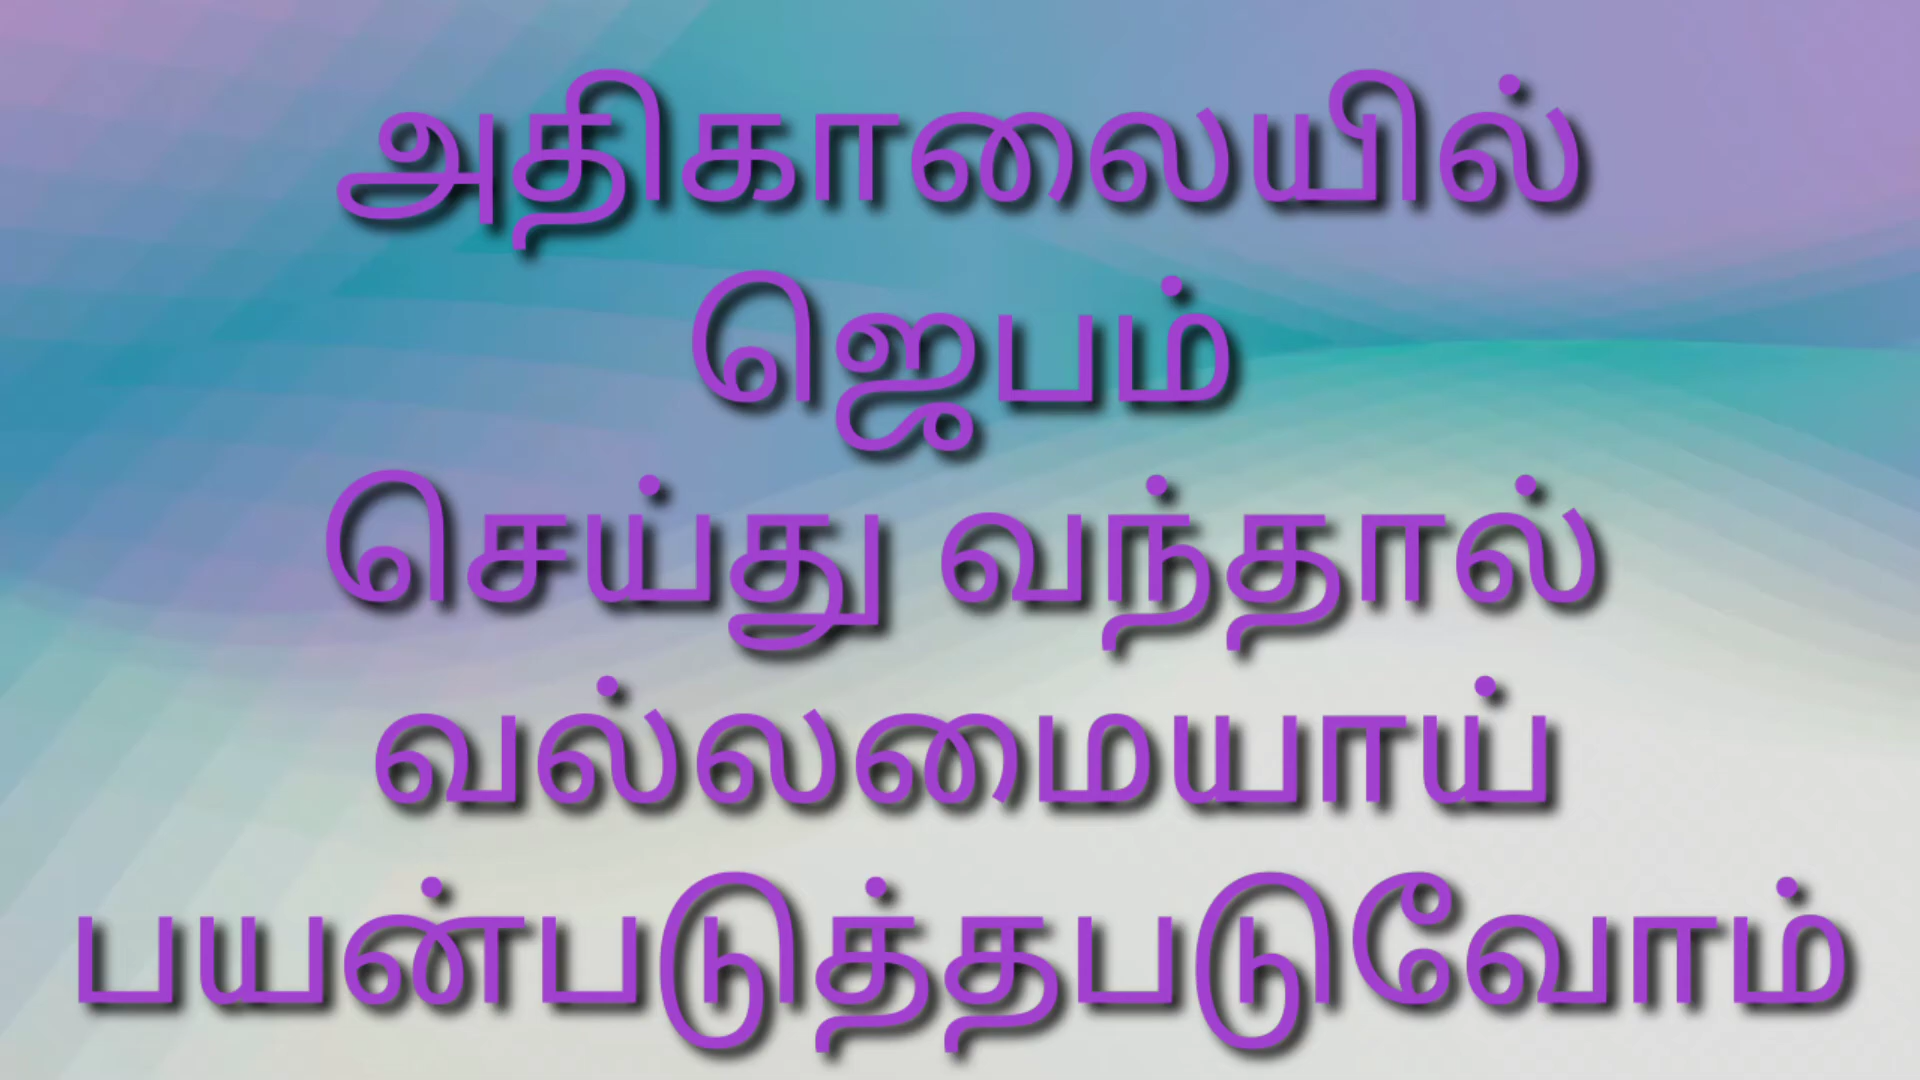 அதிகாலையில்
ஜெபம்
செய்து வந்தால்
வல்லமையாய்
பயன்படுத்தபடுவோம்